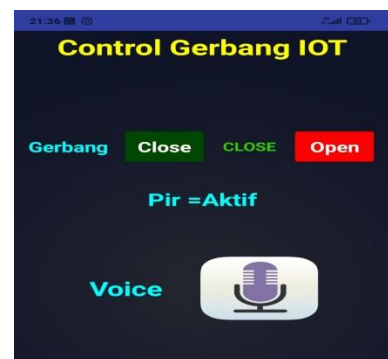 21:36
Control Gerbang IOT
Gerbang Close CLOSE Open
Pir =Aktif
Voice